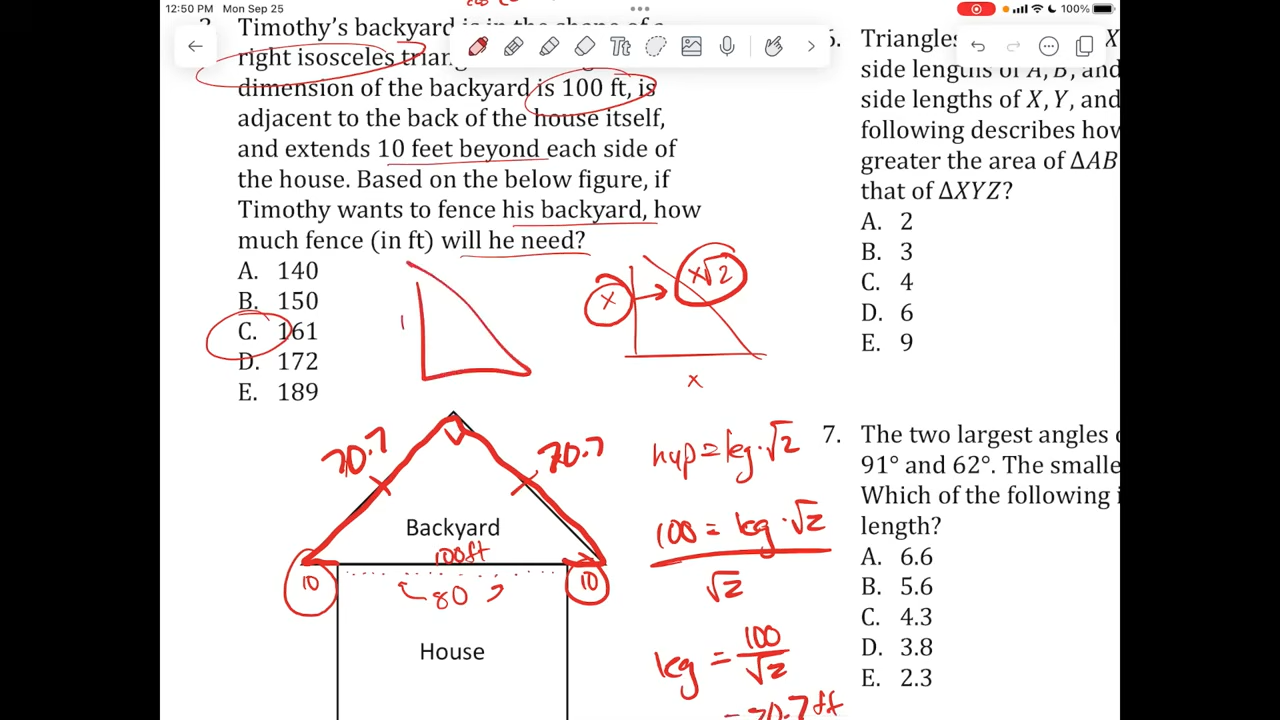 12:50 PM Mon Sep 25
100%
Timothy's backyard is in the shape of a
right isosceles
dimension of the backyard is 100 ft, is
adjacent to the back of the house itself,
and extends 10 feet beyond each side of
the house. Based on the below figure, if
Timothy wants to fence his backyard, how
much fence (in ft) will he need?
A. 140
B. 150
C. 161
D. 172
E. 189
x
x√2
x
70.7
70.7
Backyard
100ft
10
10
80
House
hyp = leg · √2
100 = leg · √2
√2
leg = 100
√2
= 70.7 ft
6. Triangles
side lengths of A, B, and
side lengths of X, Y, and
following describes how
greater the area of ΔAB
that of ΔXYZ?
A. 2
B. 3
C. 4
D. 6
E. 9
7. The two largest angles
91° and 62°. The smalle
Which of the following
length?
A. 6.6
B. 5.6
C. 4.3
D. 3.8
E. 2.3